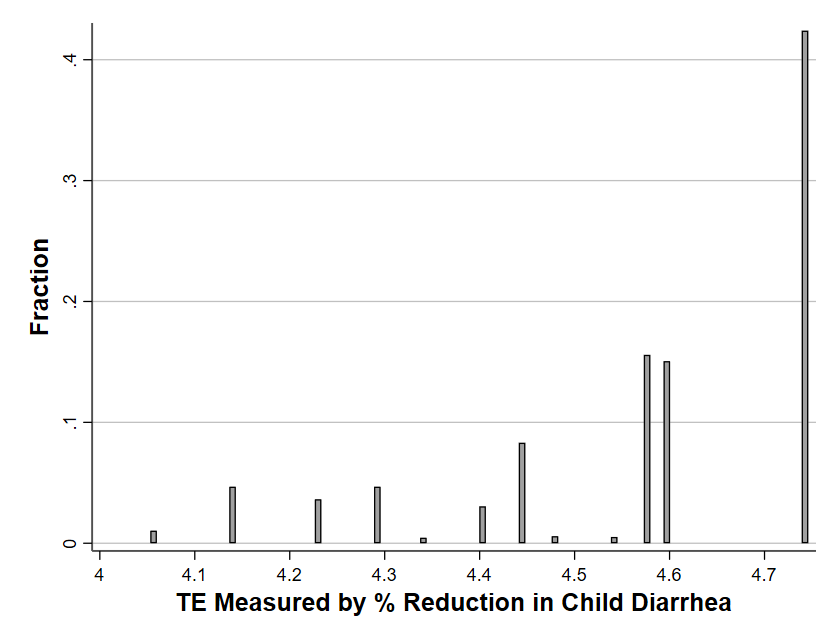 .4
.3
.2
.1
0
Fraction
4 4.1 4.2 4.3 4.4 4.5 4.6 4.7
TE Measured by % Reduction in Child Diarrhea